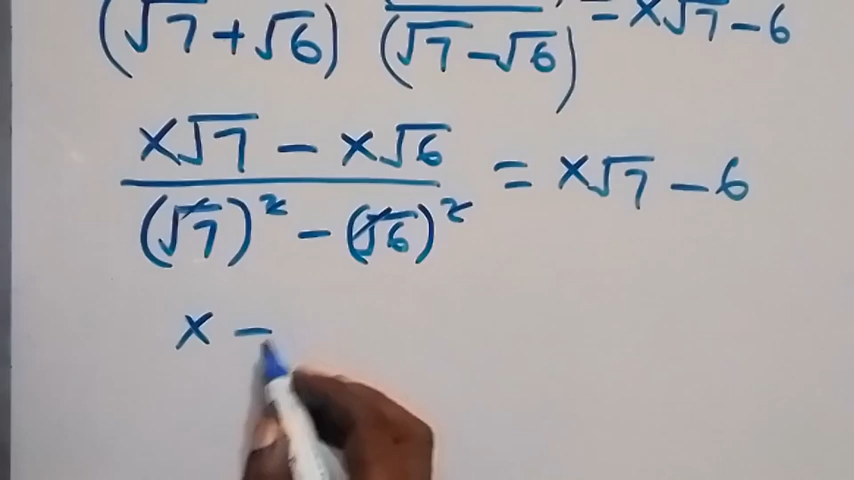 (√7+√6) (√7-√6) = x√7-6
x√7 - x√6 = x√7-6
(√7)² - (√6)²
x -